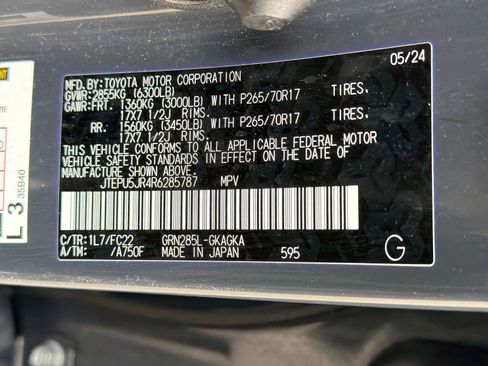 05/24
MFD. BY: TOYOTA MOTOR CORPORATION
GVWR: 2855KG (6300LB)
GAWR: FRT. 1360KG (3000LB) WITH P265/70R17 TIRES,
17X7 1/2J RIMS.
RR. 1560KG (3450LB) WITH P265/70R17 TIRES,
17X7 1/2J RIMS.
THIS VEHICLE CONFORMS TO ALL APPLICABLE FEDERAL MOTOR
VEHICLE SAFETY STANDARDS IN EFFECT ON THE DATE OF
MANUFACTURE SHOWN ABOVE.
JTEPU5JR4R6285787 MPV
C/TR: 1L7/FC22 GRN285L-GKAGKA
A/TM: /A750F MADE IN JAPAN 595
G
L 3
35B40